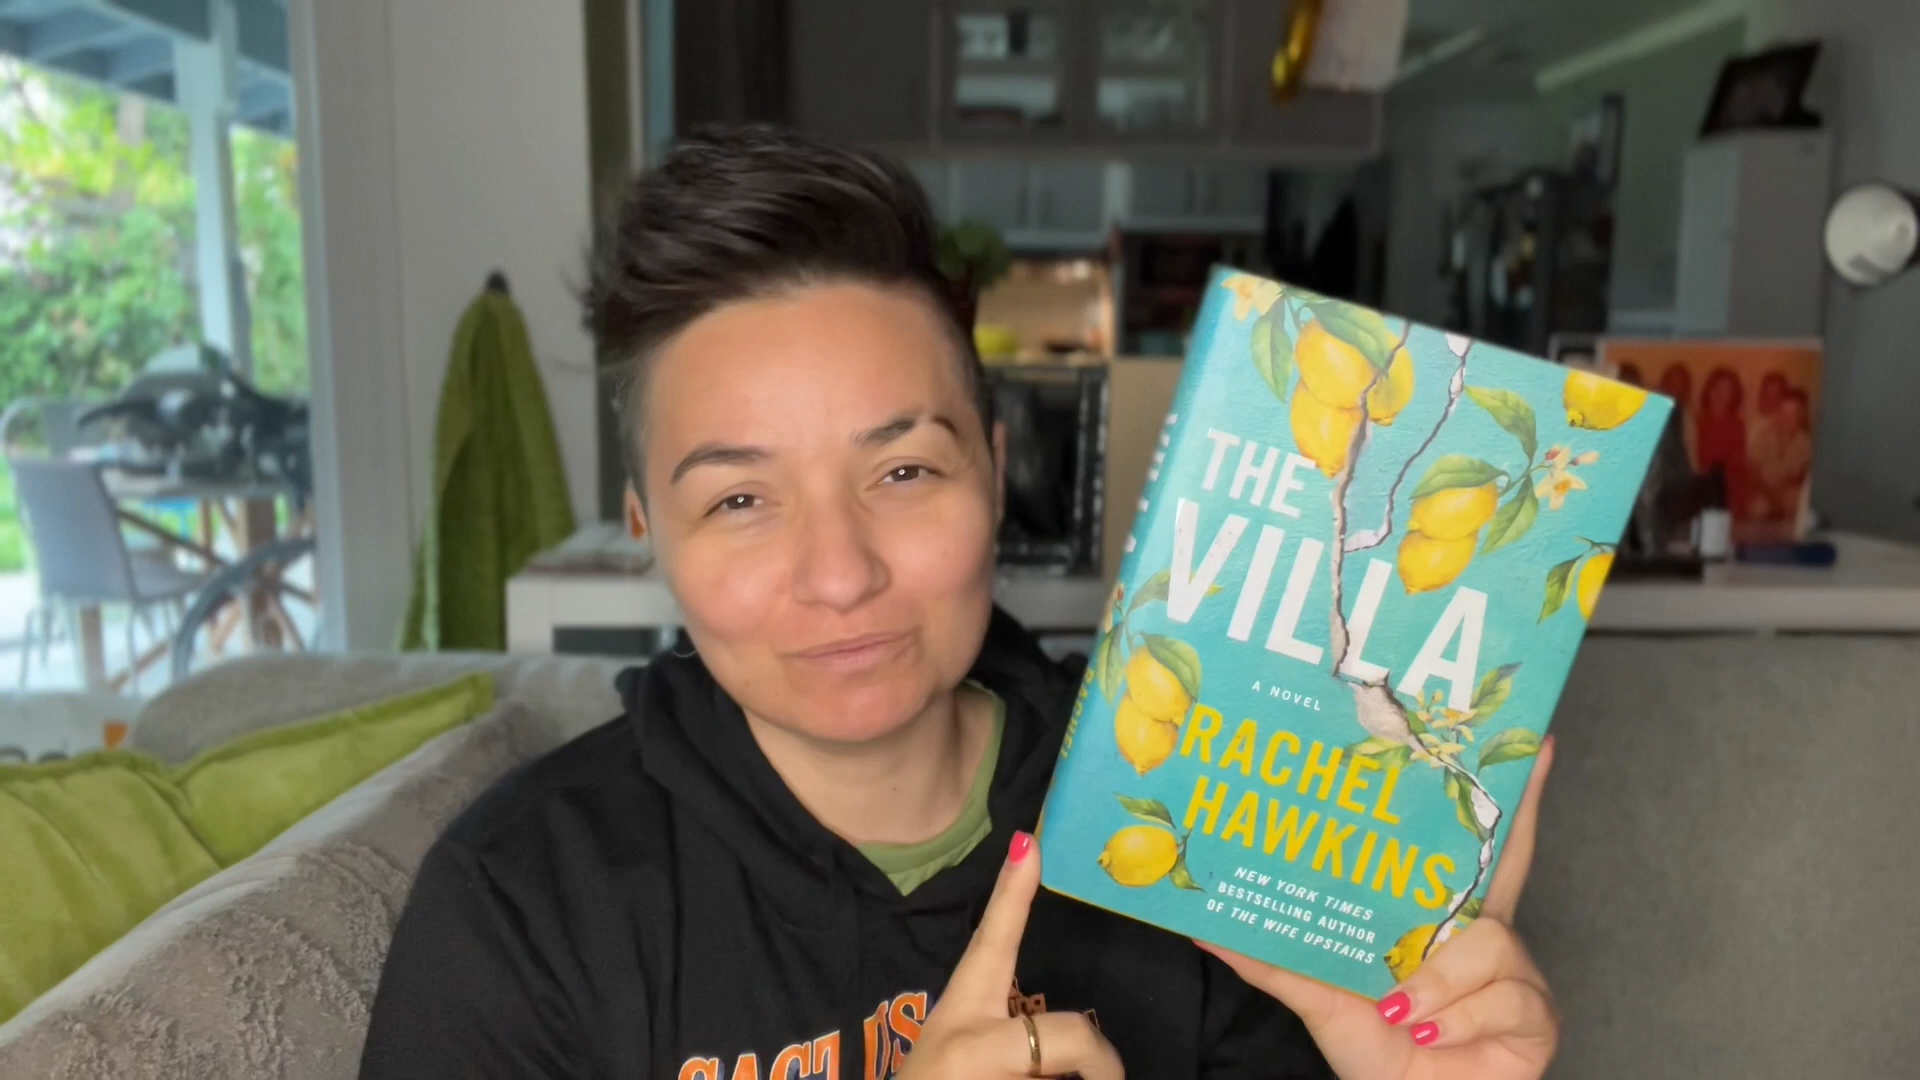 THE
VILLA
A NOVEL
RACHEL
HAWKINS
NEW YORK TIMES
BESTSELLING AUTHOR
OF THE WIFE UPSTAIRS